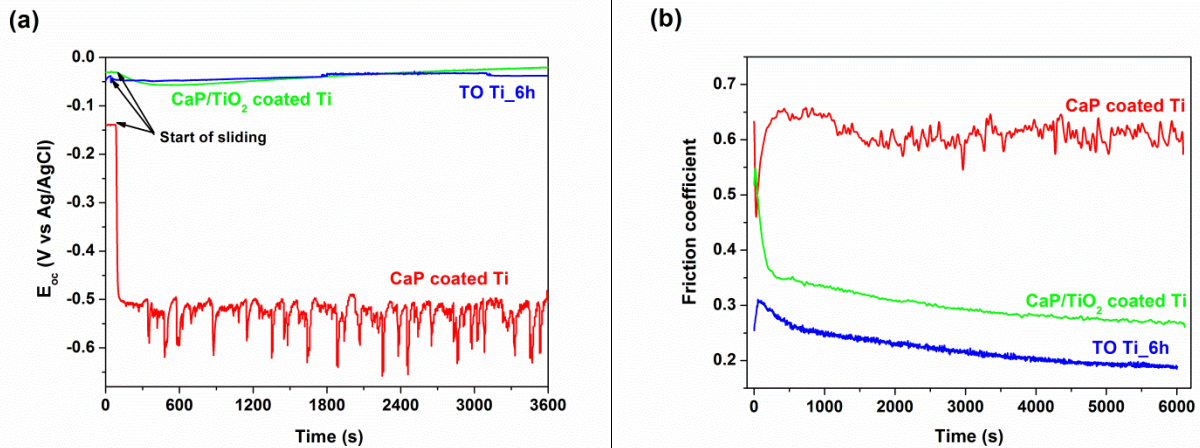 (a)
0.0
-0.1
-0.2
-0.3
-0.4
-0.5
-0.6
E_oc (V vs Ag/AgCl)
CaP/TiO₂ coated Ti
TO Ti_6h
Start of sliding
CaP coated Ti
0 600 1200 1800 2400 3000 3600
Time (s)
(b)
0.7
0.6
0.5
0.4
0.3
0.2
Friction coefficient
CaP coated Ti
CaP/TiO₂ coated Ti
TO Ti_6h
0 1000 2000 3000 4000 5000 6000
Time (s)